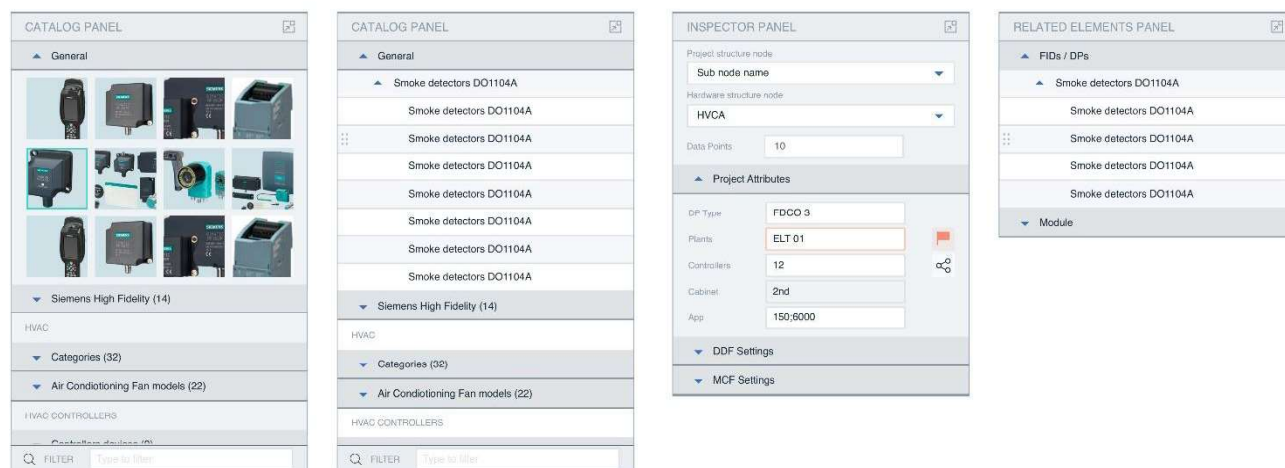 CATALOG PANEL
General
Siemens High Fidelity (14)
HVAC
Categories (32)
Air Condiotioning Fan models (22)
HVAC CONTROLLERS
Controllers devices
FILTER
Type to filter
CATALOG PANEL
General
Smoke detectors DO1104A
Smoke detectors DO1104A
Smoke detectors DO1104A
Smoke detectors DO1104A
Smoke detectors DO1104A
Smoke detectors DO1104A
Smoke detectors DO1104A
Smoke detectors DO1104A
Siemens High Fidelity (14)
HVAC
Categories (32)
Air Condiotioning Fan models (22)
HVAC CONTROLLERS
FILTER
Type to filter
INSPECTOR PANEL
Project structure node
Sub node name
Hardware structure node
HVCA
Data Points 10
Project Attributes
DP Type FDCO 3
Plants ELT 01
Controllers 12
Cabinet 2nd
App 150;6000
DDF Settings
MCF Settings
RELATED ELEMENTS PANEL
FIDs / DPs
Smoke detectors DO1104A
Smoke detectors DO1104A
Smoke detectors DO1104A
Smoke detectors DO1104A
Smoke detectors DO1104A
Module